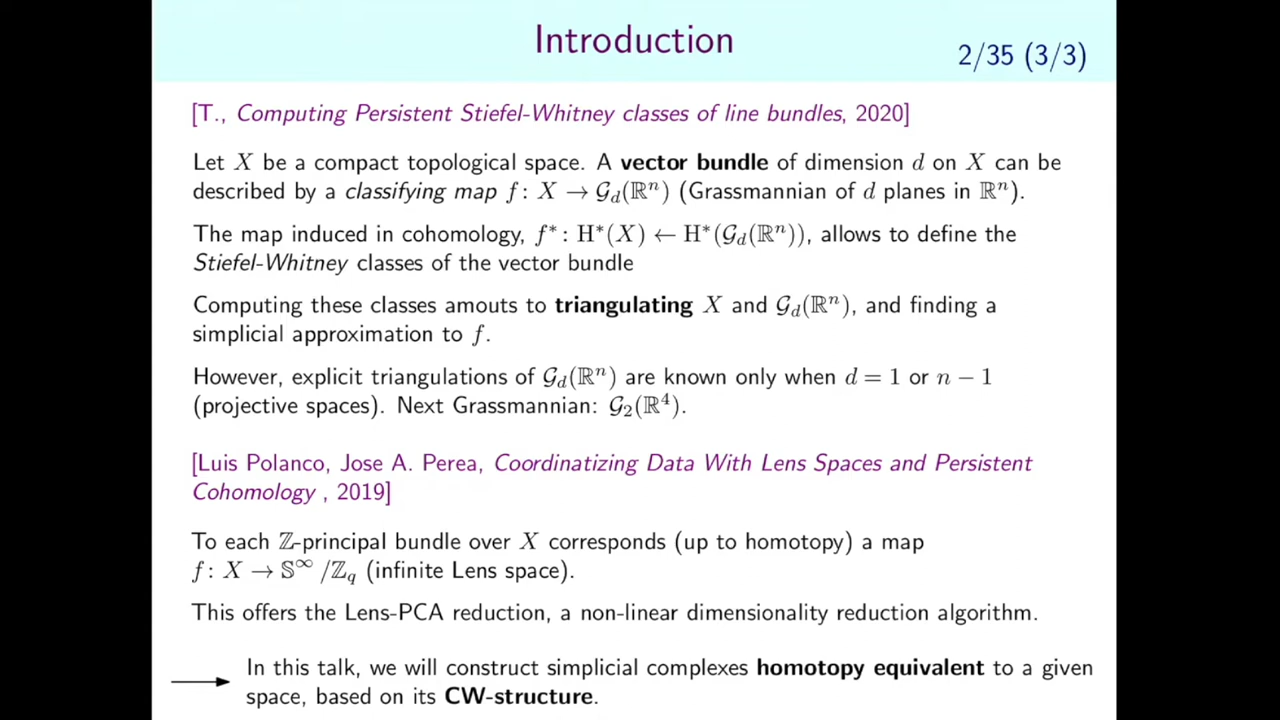 Introduction
2/35 (3/3)
[T., Computing Persistent Stiefel-Whitney classes of line bundles, 2020]
Let X be a compact topological space. A vector bundle of dimension d on X can be
described by a classifying map f: X → 𝒢_d(ℝⁿ) (Grassmannian of d planes in ℝⁿ).
The map induced in cohomology, f*: H*(X) ← H*(𝒢_d(ℝⁿ)), allows to define the
Stiefel-Whitney classes of the vector bundle
Computing these classes amouts to triangulating X and 𝒢_d(ℝⁿ), and finding a
simplicial approximation to f.
However, explicit triangulations of 𝒢_d(ℝⁿ) are known only when d = 1 or n − 1
(projective spaces). Next Grassmannian: 𝒢₂(ℝ⁴).
[Luis Polanco, Jose A. Perea, Coordinatizing Data With Lens Spaces and Persistent
Cohomology , 2019]
To each ℤ-principal bundle over X corresponds (up to homotopy) a map
f: X → 𝕊^∞ /ℤ_q (infinite Lens space).
This offers the Lens-PCA reduction, a non-linear dimensionality reduction algorithm.
In this talk, we will construct simplicial complexes homotopy equivalent to a given
space, based on its CW-structure.